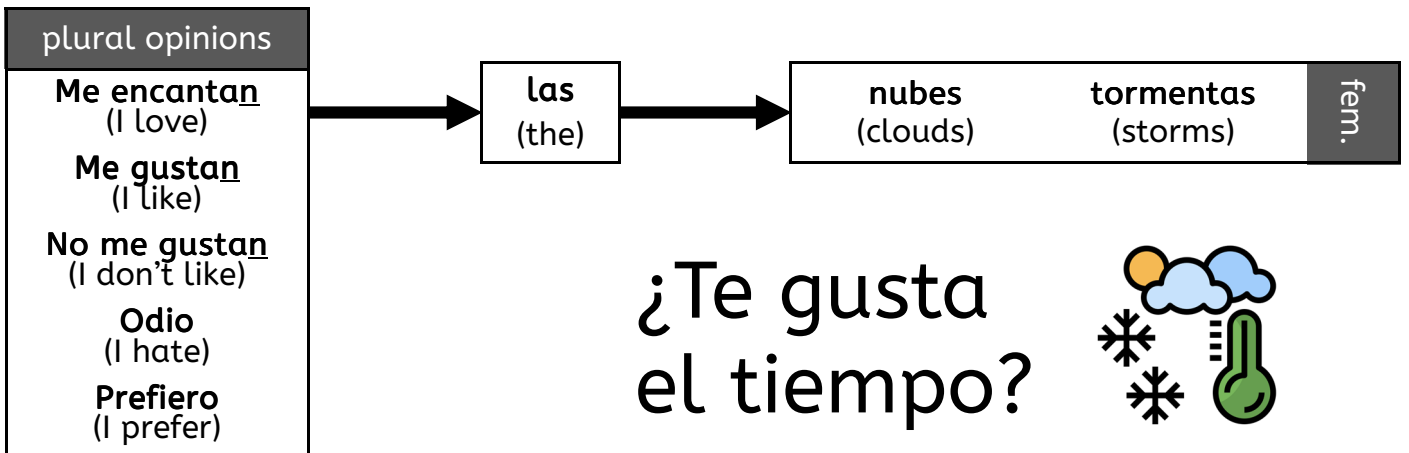 plural opinions
Me encantan
(I love)
Me gustan
(I like)
No me gustan
(I don't like)
Odio
(I hate)
Prefiero
(I prefer)
las
(the)
nubes
(clouds)
tormentas
(storms)
fem.
¿Te gusta
el tiempo?